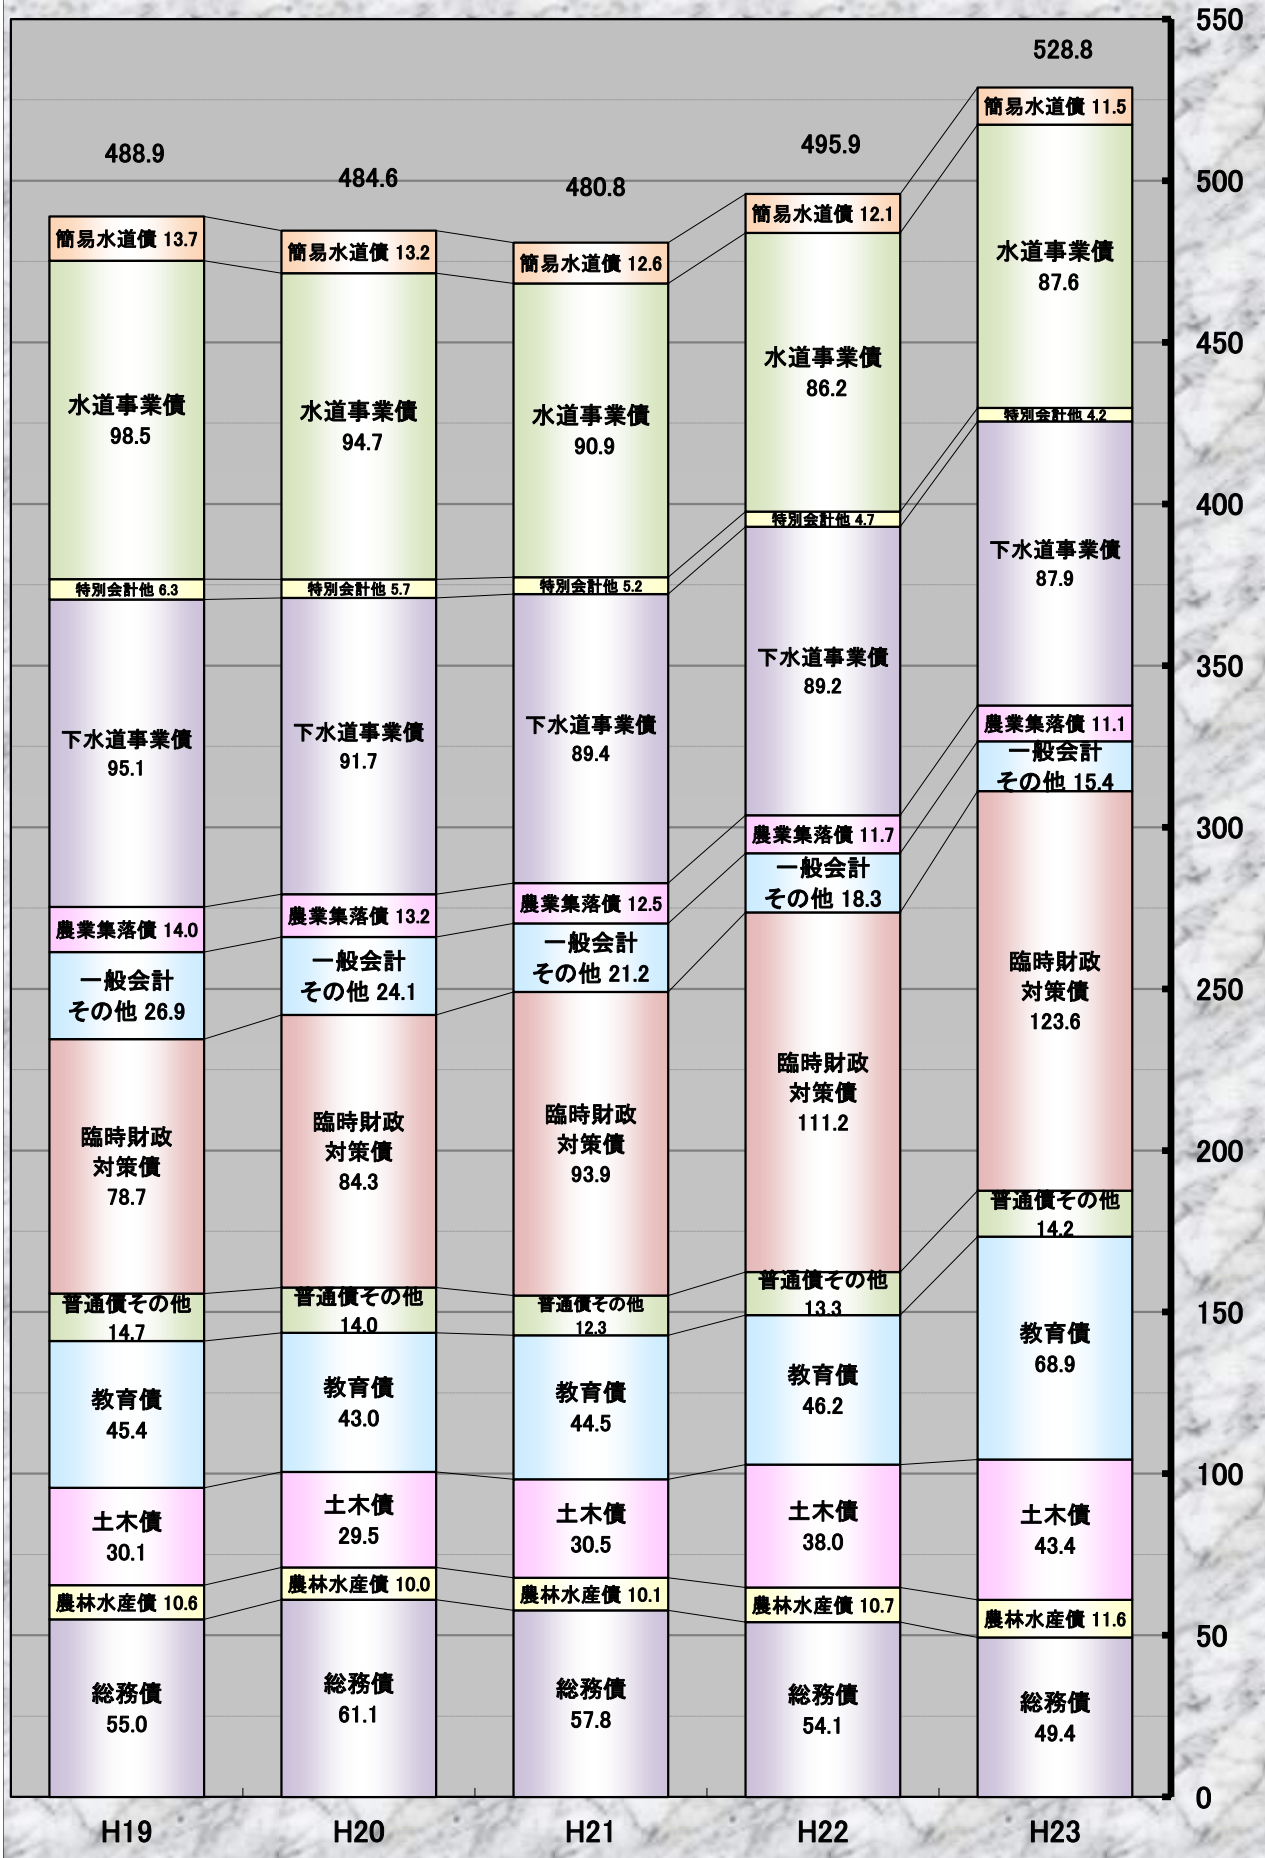 488.9
簡易水道債 13.7
水道事業債
98.5
特別会計他 6.3
下水道事業債
95.1
農業集落債 14.0
一般会計
その他 26.9
臨時財政
対策債
78.7
普通債その他
14.7
教育債
45.4
土木債
30.1
農林水産債 10.6
総務債
55.0
H19
484.6
簡易水道債 13.2
水道事業債
94.7
特別会計他 5.7
下水道事業債
91.7
農業集落債 13.2
一般会計
その他 24.1
臨時財政
対策債
84.3
普通債その他
14.0
教育債
43.0
土木債
29.5
農林水産債 10.0
総務債
61.1
H20
480.8
簡易水道債 12.6
水道事業債
90.9
特別会計他 5.2
下水道事業債
89.4
農業集落債 12.5
一般会計
その他 21.2
臨時財政
対策債
93.9
普通債その他
12.3
教育債
44.5
土木債
30.5
農林水産債 10.1
総務債
57.8
H21
495.9
簡易水道債 12.1
水道事業債
86.2
特別会計他 4.7
下水道事業債
89.2
農業集落債 11.7
一般会計
その他 18.3
臨時財政
対策債
111.2
普通債その他
13.3
教育債
46.2
土木債
38.0
農林水産債 10.7
総務債
54.1
H22
528.8
簡易水道債 11.5
水道事業債
87.6
特別会計他 4.2
下水道事業債
87.9
農業集落債 11.1
一般会計
その他 15.4
臨時財政
対策債
123.6
普通債その他
14.2
教育債
68.9
土木債
43.4
農林水産債 11.6
総務債
49.4
H23
550
500
450
400
350
300
250
200
150
100
50
0